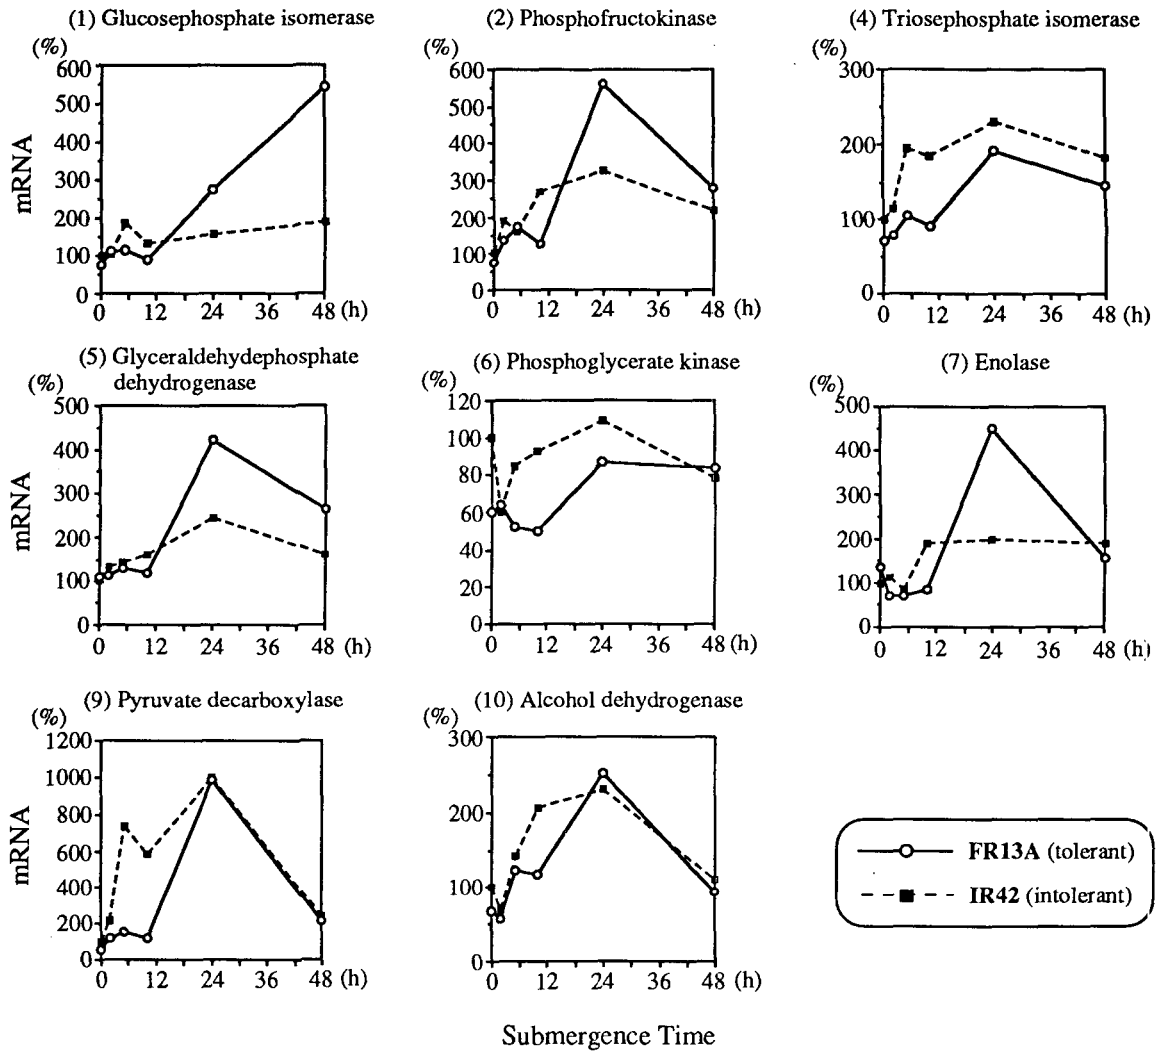 (1) Glucosephosphate isomerase
(%)
600
500
400
300
200
100
0
mRNA
0 12 24 36 48 (h)
(2) Phosphofructokinase
(%)
600
500
400
300
200
100
0
0 12 24 36 48 (h)
(4) Triosephosphate isomerase
(%)
300
200
100
0
0 12 24 36 48 (h)
(5) Glyceraldehydephosphate
dehydrogenase
(%)
500
400
300
200
100
0
mRNA
0 12 24 36 48 (h)
(6) Phosphoglycerate kinase
(%)
120
100
80
60
40
20
0
0 12 24 36 48 (h)
(7) Enolase
(%)
500
400
300
200
100
0
0 12 24 36 48 (h)
(9) Pyruvate decarboxylase
(%)
1200
1000
800
600
400
200
0
mRNA
0 12 24 36 48 (h)
(10) Alcohol dehydrogenase
(%)
300
200
100
0
0 12 24 36 48 (h)
FR13A (tolerant)
IR42 (intolerant)
Submergence Time